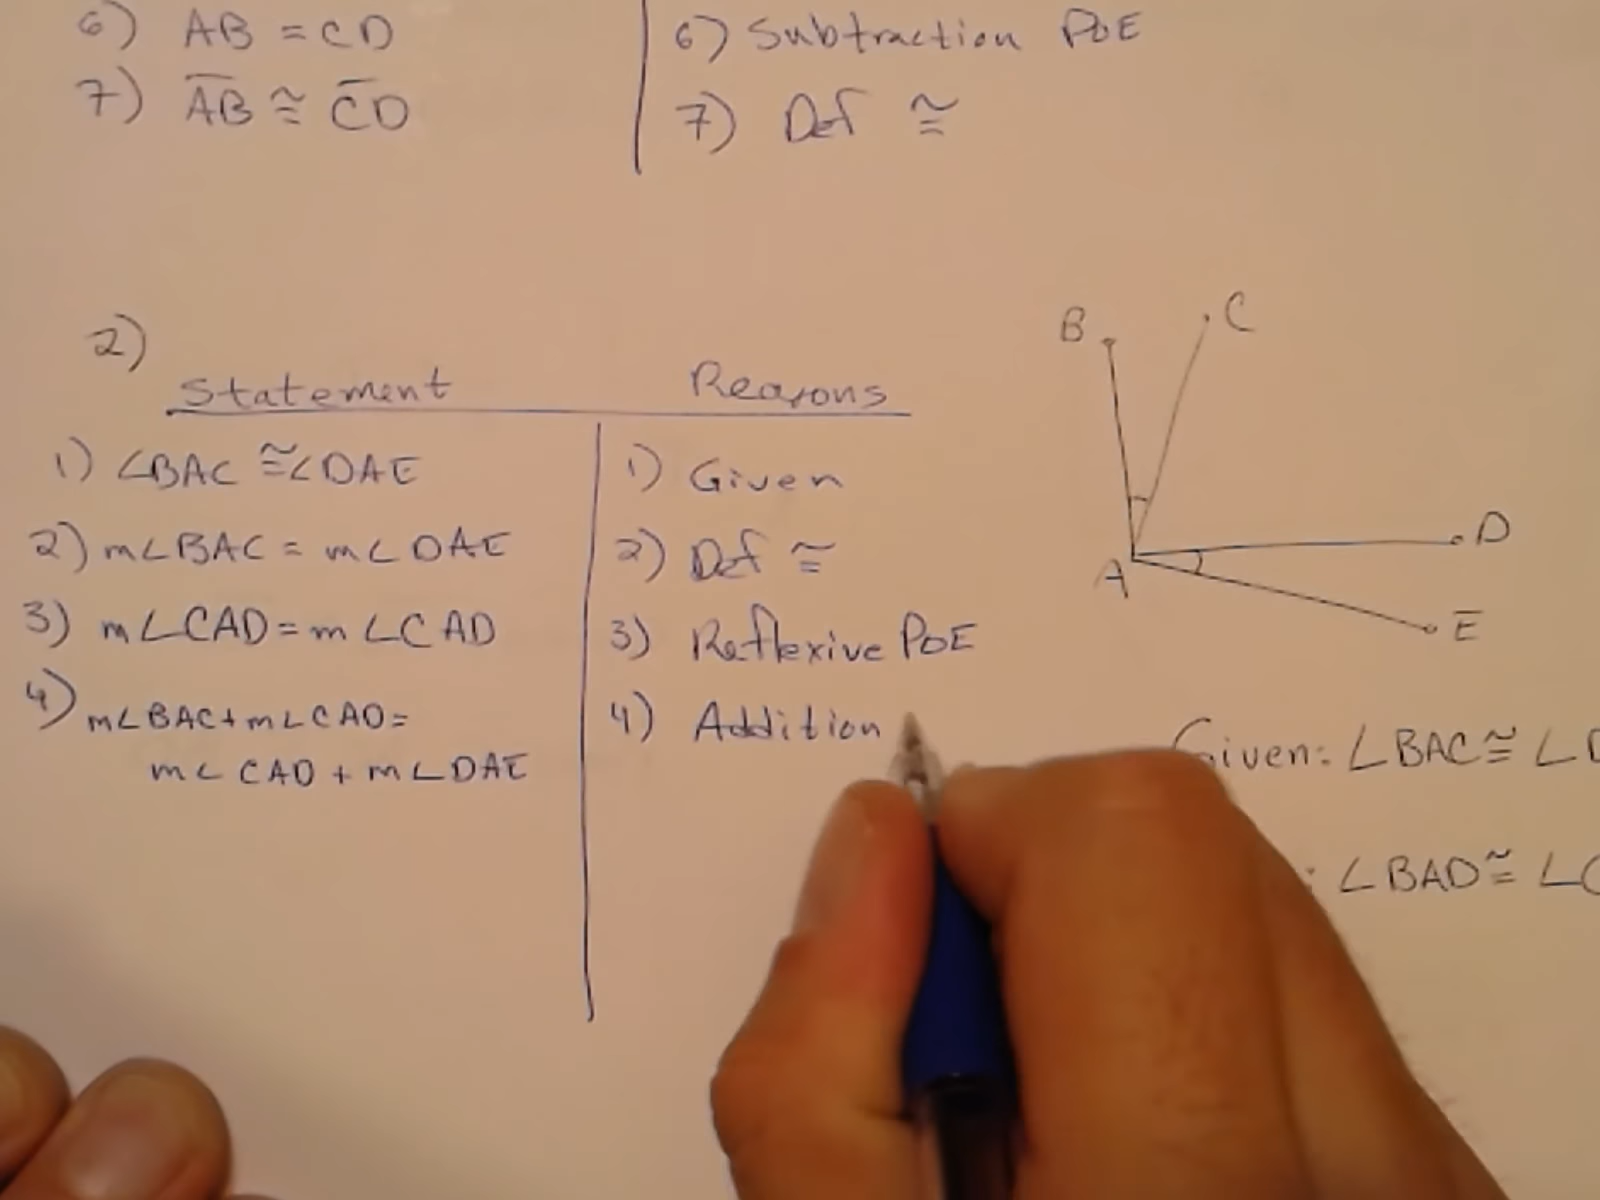 6) AB = CD
6) Subtraction PoE
7) AB ≅ CD
7) Def ≅
2)
Statement
Reasons
1) ∠BAC ≅ ∠DAE
1) Given
2) m∠BAC = m∠DAE
2) Def ≅
3) m∠CAD = m∠CAD
3) Reflexive PoE
4) m∠BAC + m∠CAD =
m∠CAD + m∠DAE
4) Addition
B
C
D
A
E
Given: ∠BAC ≅ ∠D
: ∠BAD ≅ ∠C